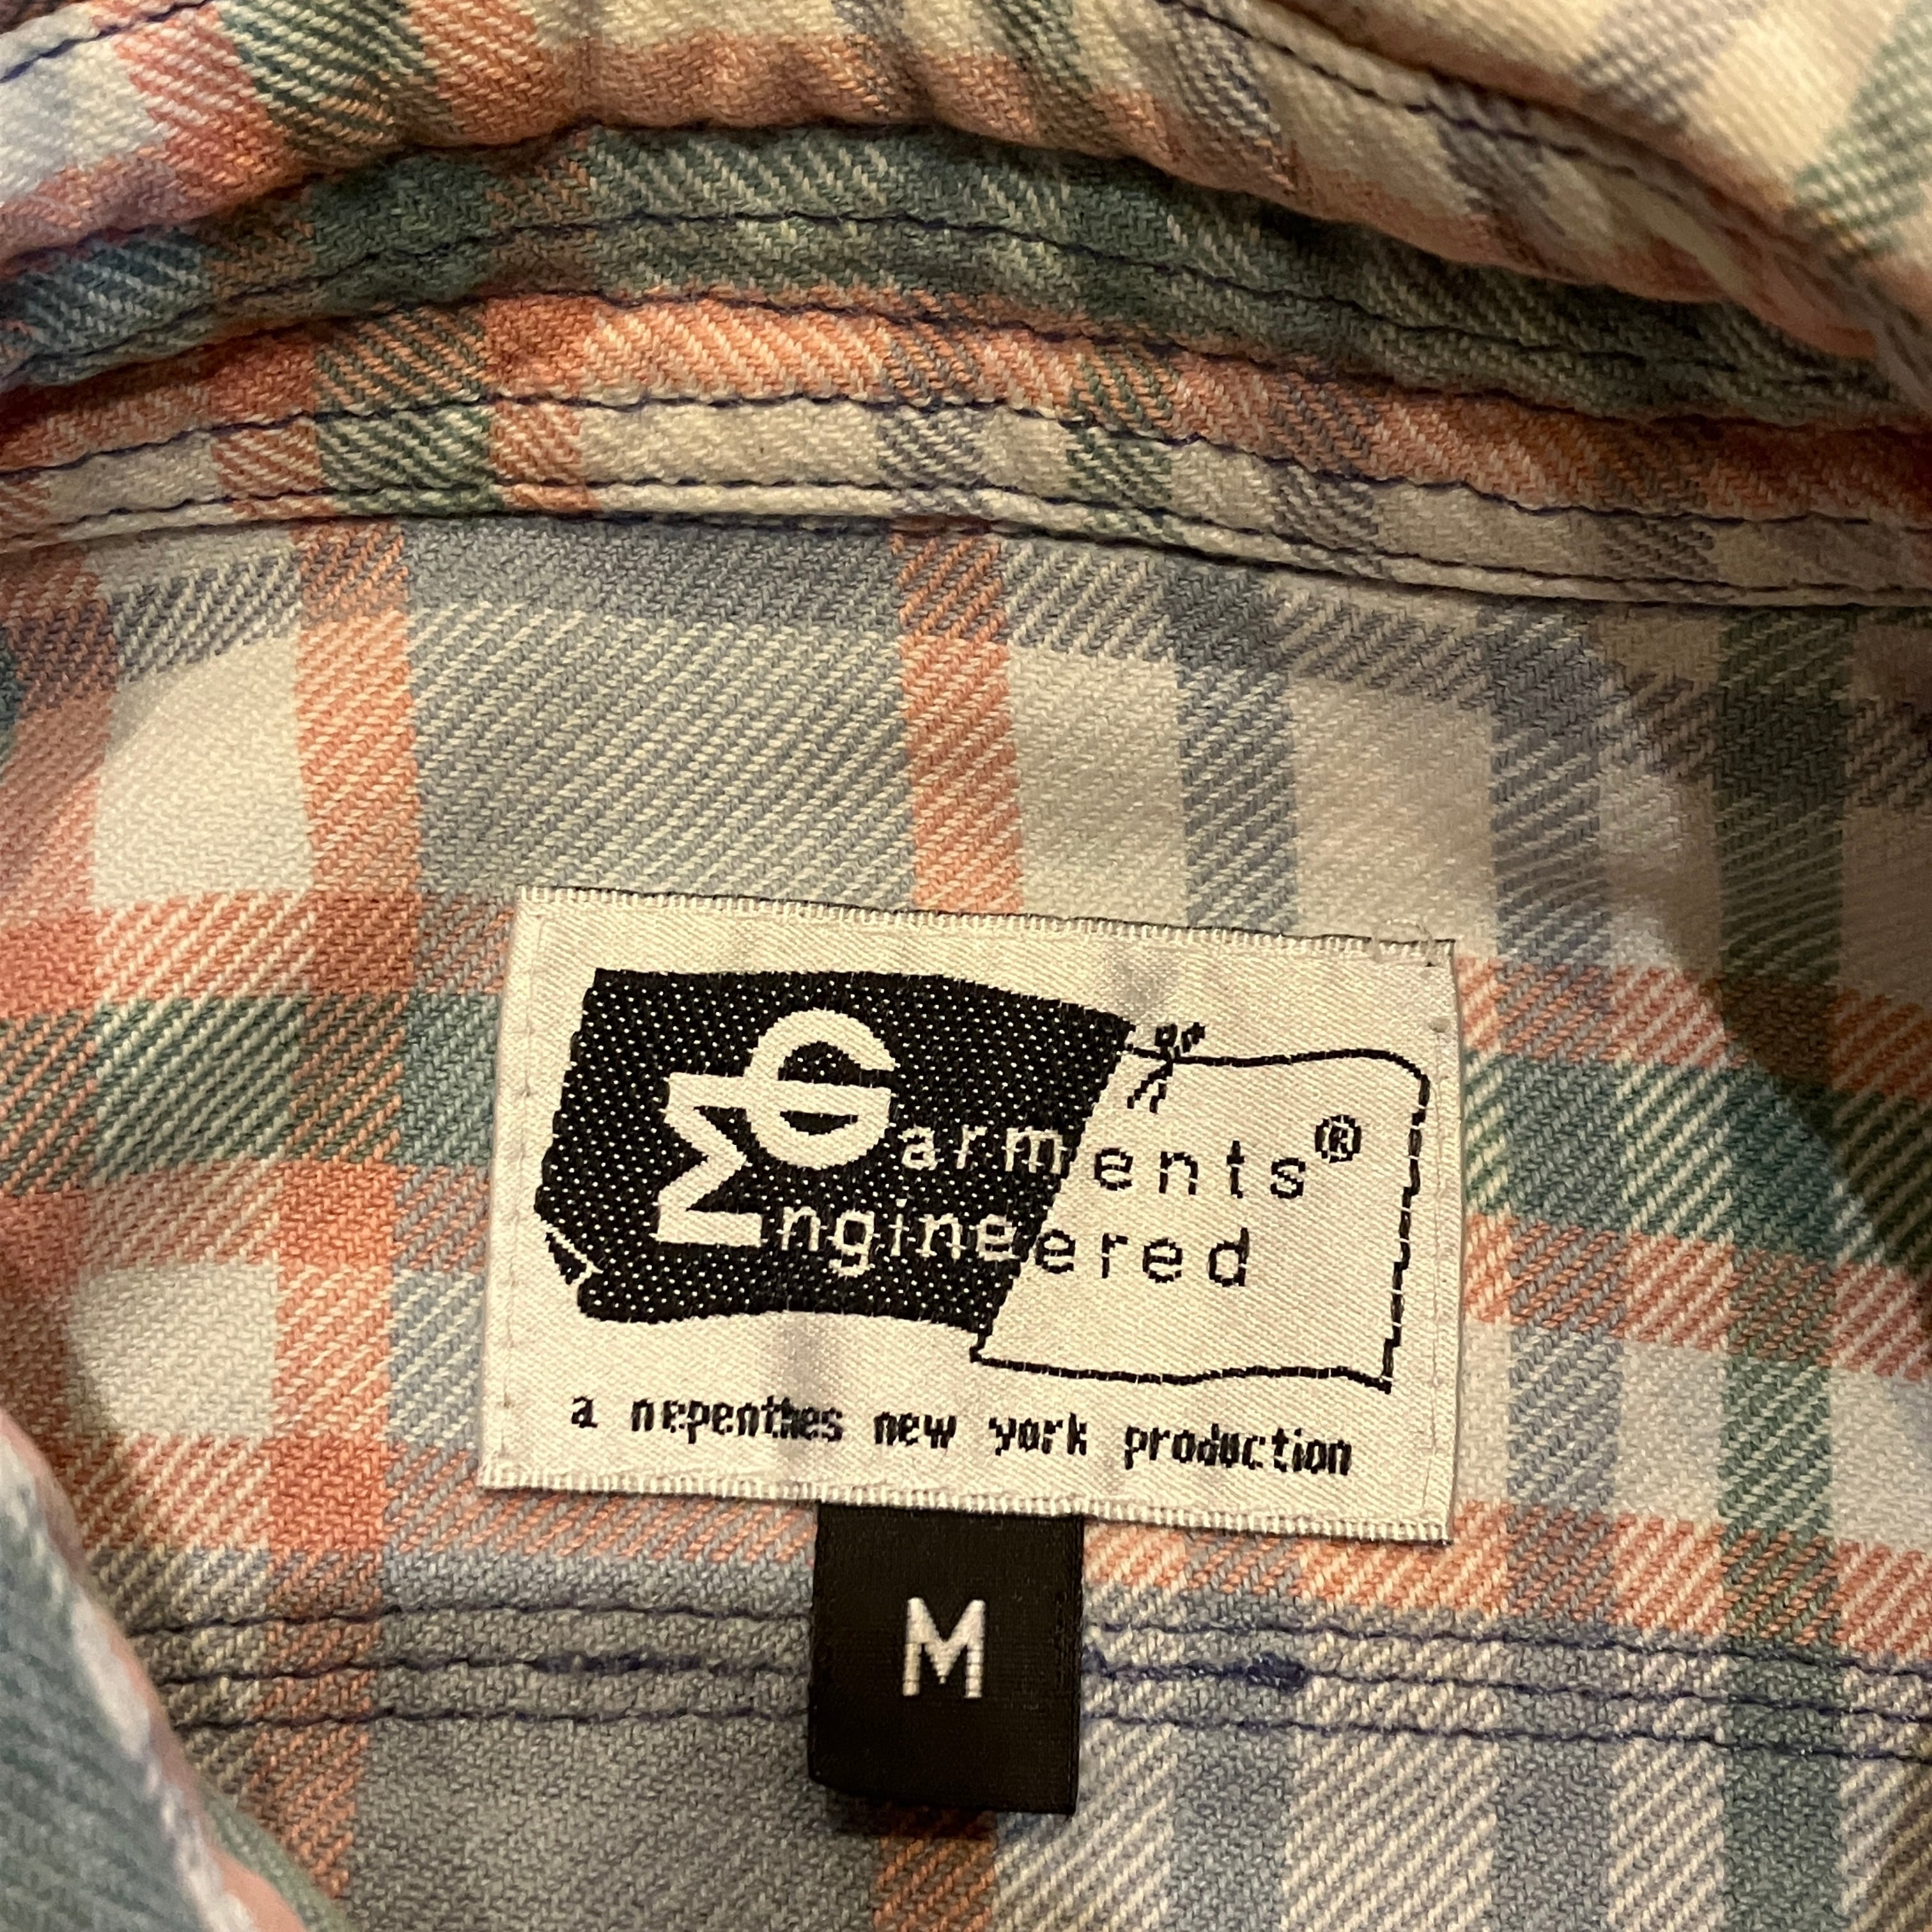 Garments®
Engineered
a nepenthes new york production
M